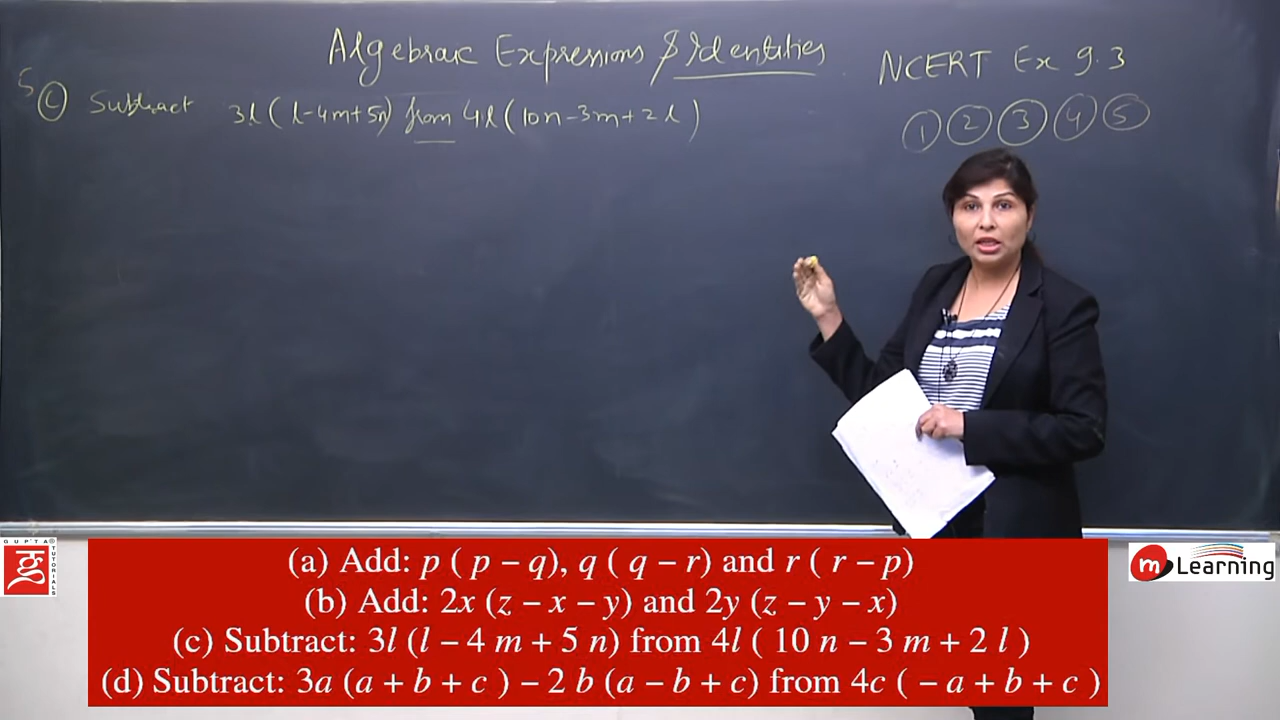 Algebraic Expressions & Identities
NCERT Ex 9.3
5 (c) Subtract 3l (l-4m+5n) from 4l (10n-3m+2l)
1 2 3 4 5
GUPTA®
TUTORIALS
g
(a) Add: p ( p – q), q ( q – r) and r ( r – p)
(b) Add: 2x (z – x – y) and 2y (z – y – x)
(c) Subtract: 3l (l – 4 m + 5 n) from 4l ( 10 n – 3 m + 2 l )
(d) Subtract: 3a (a + b + c ) – 2 b (a – b + c) from 4c ( – a + b + c )
m Learning